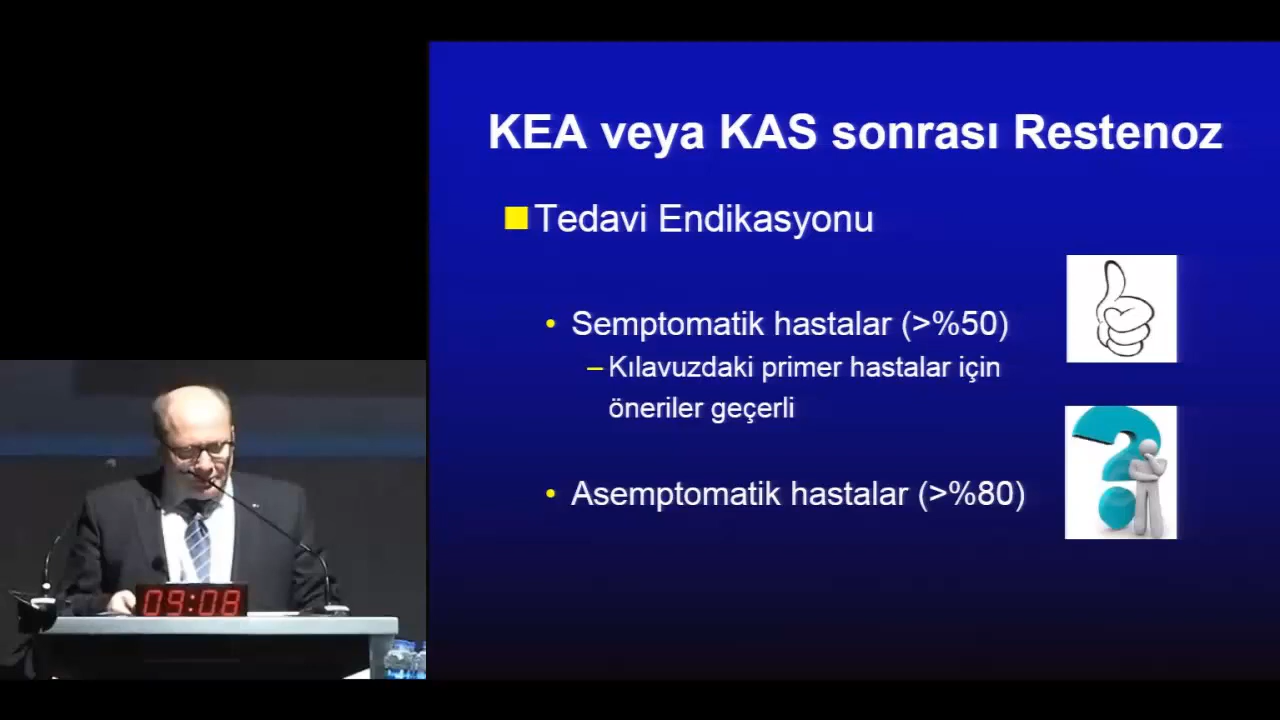 KEA veya KAS sonrası Restenoz
Tedavi Endikasyonu
• Semptomatik hastalar (>%50)
– Kılavuzdaki primer hastalar için
öneriler geçerli
• Asemptomatik hastalar (>%80)
09:08